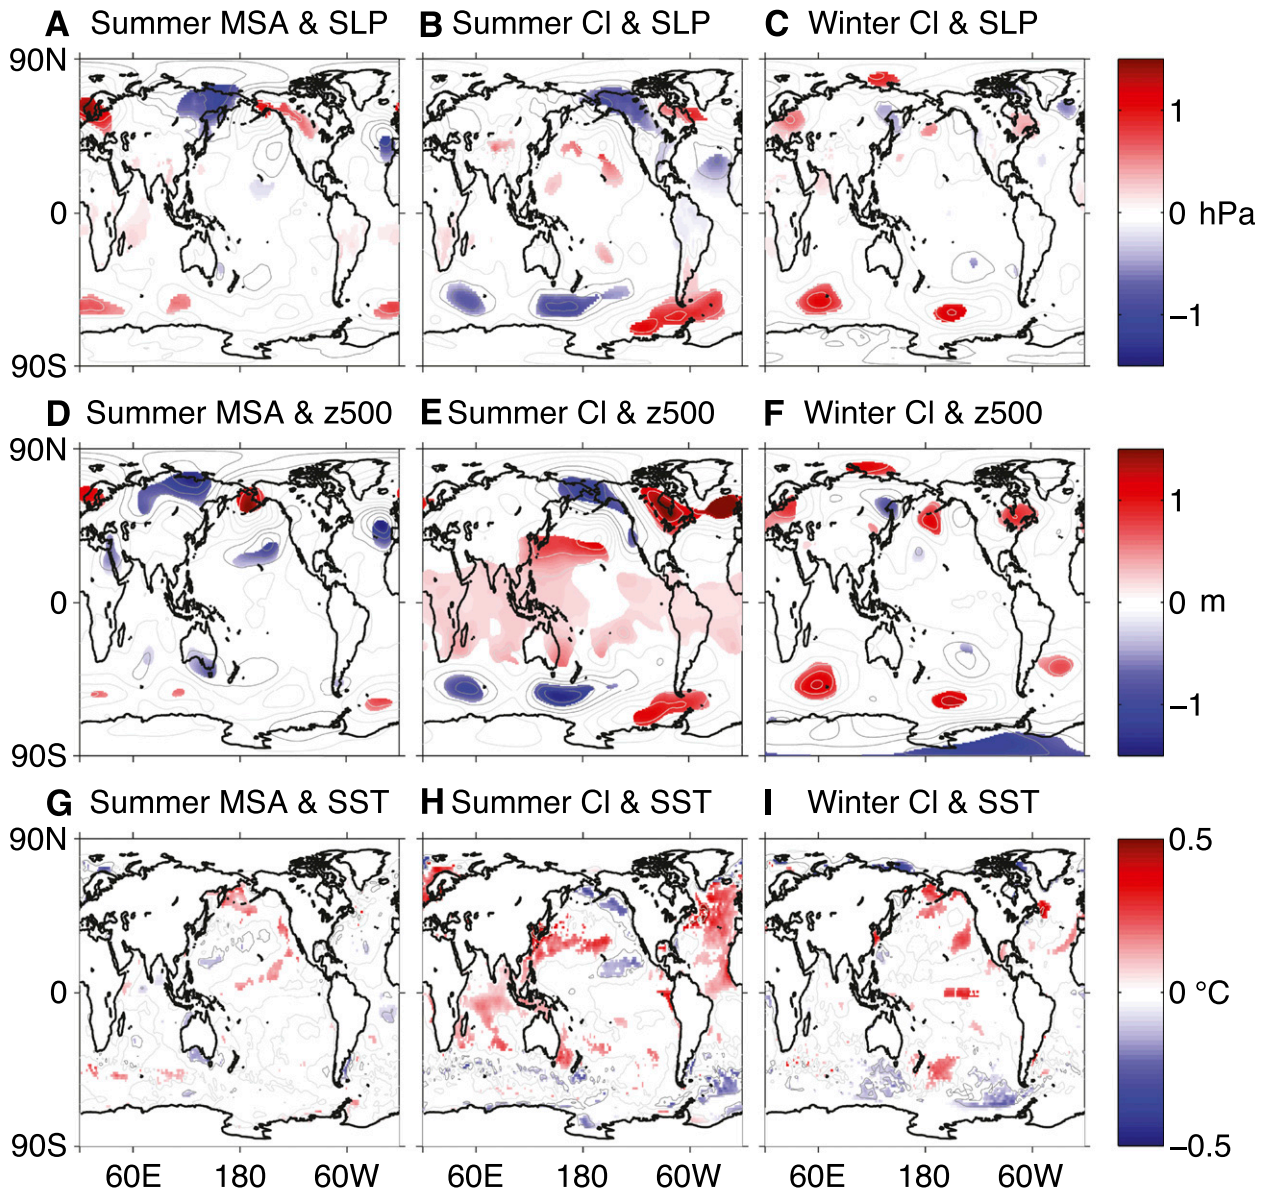 A Summer MSA & SLP
B Summer Cl & SLP
C Winter Cl & SLP
90N
0
90S
1
0 hPa
−1
D Summer MSA & z500
E Summer Cl & z500
F Winter Cl & z500
90N
0
90S
1
0 m
−1
G Summer MSA & SST
H Summer Cl & SST
I Winter Cl & SST
90N
0
90S
0.5
0 °C
−0.5
60E 180 60W
60E 180 60W
60E 180 60W